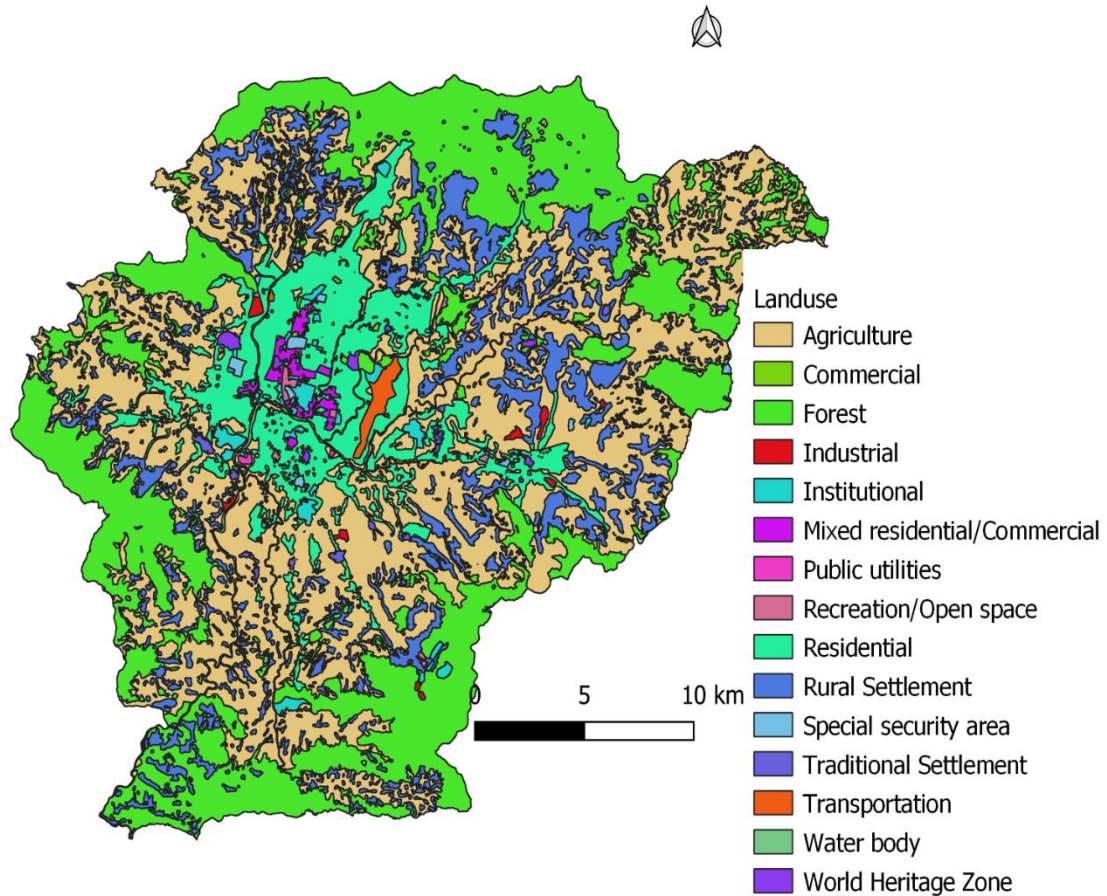 Landuse
Agriculture
Commercial
Forest
Industrial
Institutional
Mixed residential/Commercial
Public utilities
Recreation/Open space
Residential
Rural Settlement
Special security area
Traditional Settlement
Transportation
Water body
World Heritage Zone
0 5 10 km